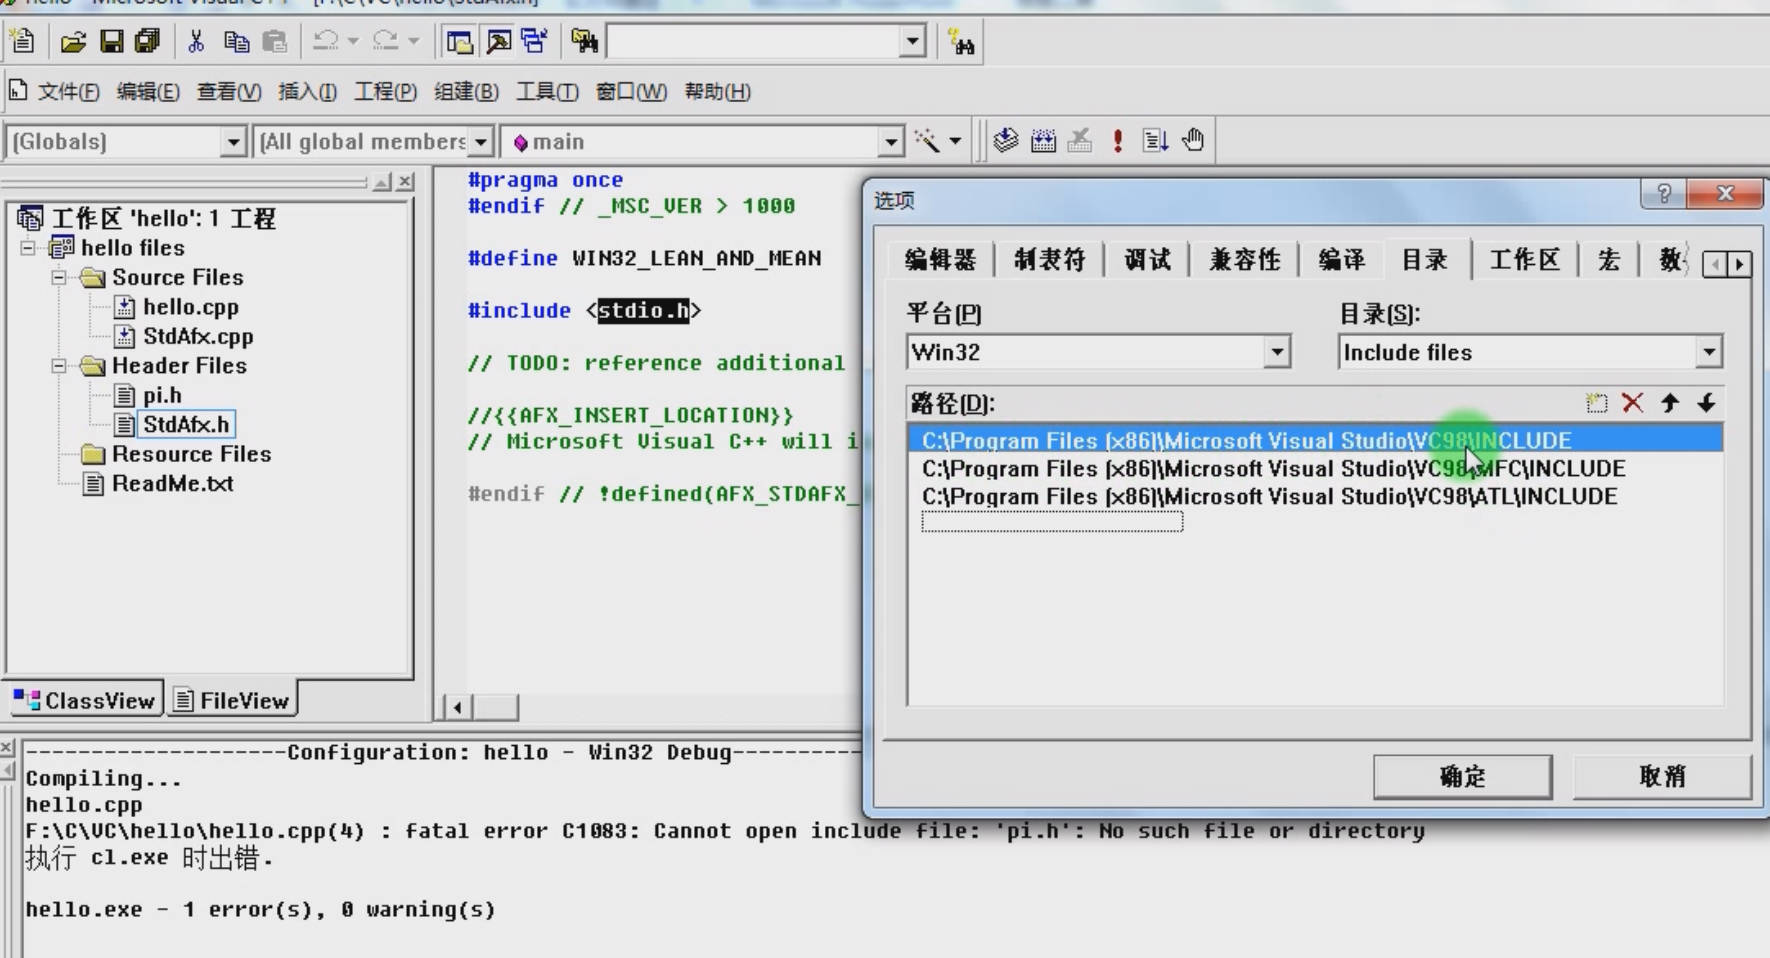 hello - Microsoft Visual C++ - [F:\C\VC\hello\StdAfx.h]
文件(F) 编辑(E) 查看(V) 插入(I) 工程(P) 组建(B) 工具(T) 窗口(W) 帮助(H)
(Globals) (All global members main
工作区 'hello': 1 工程
hello files
Source Files
hello.cpp
StdAfx.cpp
Header Files
pi.h
StdAfx.h
Resource Files
ReadMe.txt
ClassView FileView
#pragma once
#endif // _MSC_VER > 1000
#define WIN32_LEAN_AND_MEAN
#include <stdio.h>
// TODO: reference additional
//{{AFX_INSERT_LOCATION}}
// Microsoft Visual C++ will i
#endif // !defined(AFX_STDAFX_
选项
编辑器 制表符 调试 兼容性 编译 目录 工作区 宏
平台(P) 目录(S):
Win32 Include files
路径(D):
C:\Program Files (x86)\Microsoft Visual Studio\VC98\INCLUDE
C:\Program Files (x86)\Microsoft Visual Studio\VC98\MFC\INCLUDE
C:\Program Files (x86)\Microsoft Visual Studio\VC98\ATL\INCLUDE
确定 取消
--------------------Configuration: hello - Win32 Debug----------
Compiling...
hello.cpp
F:\C\VC\hello\hello.cpp(4) : fatal error C1083: Cannot open include file: 'pi.h': No such file or directory
执行 cl.exe 时出错.
hello.exe - 1 error(s), 0 warning(s)